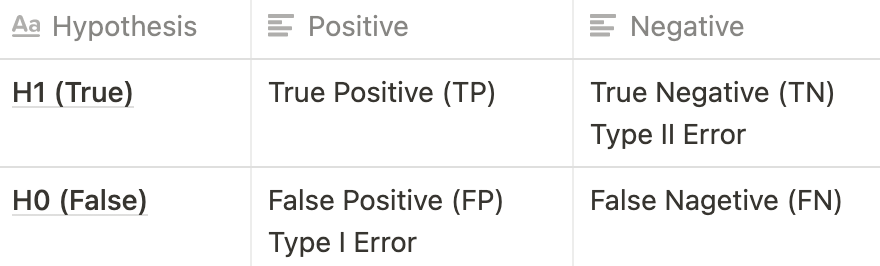 Aa Hypothesis
Positive
Negative
H1 (True)
True Positive (TP)
True Negative (TN)
Type II Error
H0 (False)
False Positive (FP)
Type I Error
False Nagetive (FN)